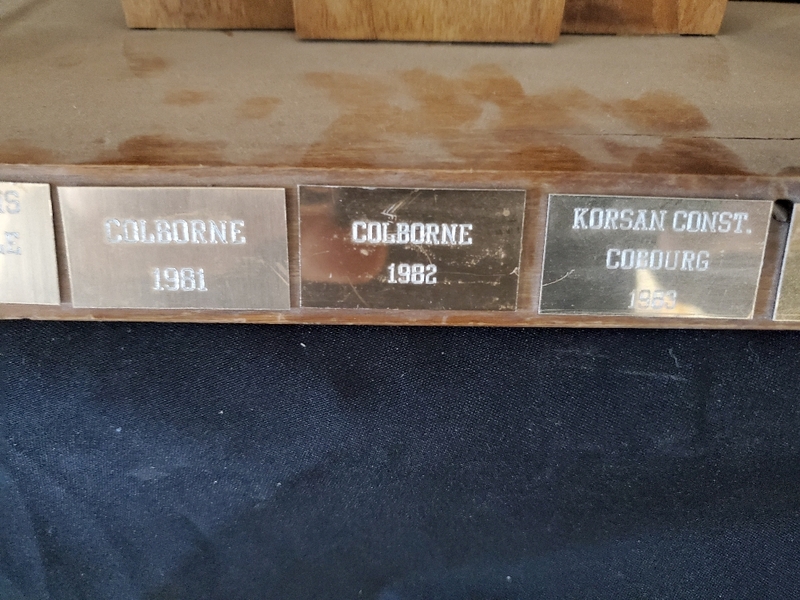 COLBORNE
1981
COLBORNE
1982
KORSAN CONST.
COBOURG